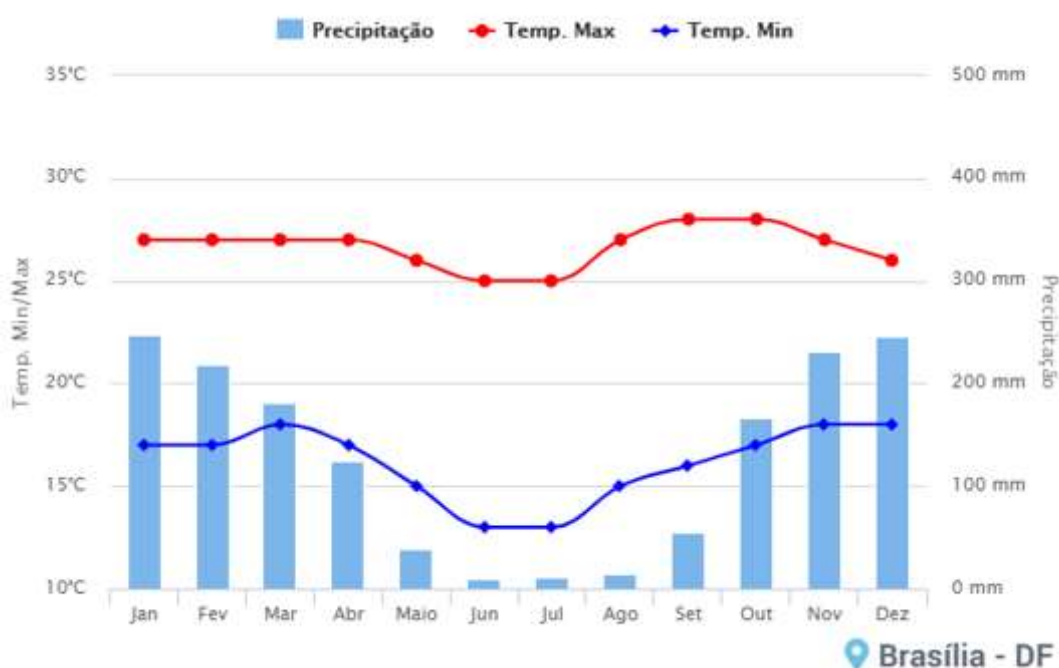 Precipitação Temp. Max Temp. Min
35°C 500 mm
30°C 400 mm
25°C 300 mm
20°C 200 mm
15°C 100 mm
10°C 0 mm
Temp. Min/Max
Precipitação
Jan Fev Mar Abr Maio Jun Jul Ago Set Out Nov Dez
Brasília - DF